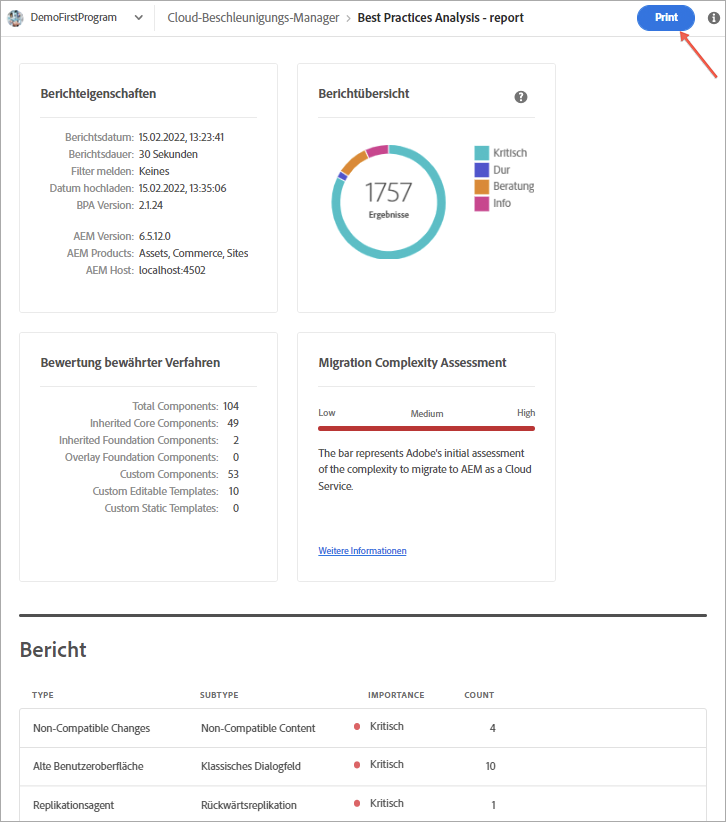 DemoFirstProgram
Cloud-Beschleunigungs-Manager > Best Practices Analysis - report
Print
Berichteigenschaften
Berichtsdatum: 15.02.2022, 13:23:41
Berichtsdauer: 30 Sekunden
Filter melden: Keines
Datum hochladen: 15.02.2022, 13:35:06
BPA Version: 2.1.24
AEM Version: 6.5.12.0
AEM Products: Assets, Commerce, Sites
AEM Host: localhost:4502
Berichtübersicht
1757
Ergebnisse
Kritisch
Dur
Beratung
Info
Bewertung bewährter Verfahren
Total Components: 104
Inherited Core Components: 49
Inherited Foundation Components: 2
Overlay Foundation Components: 0
Custom Components: 53
Custom Editable Templates: 10
Custom Static Templates: 0
Migration Complexity Assessment
Low Medium High
The bar represents Adobe's initial assessment
of the complexity to migrate to AEM as a Cloud
Service.
Weitere Informationen
Bericht
TYPE SUBTYPE IMPORTANCE COUNT
Non-Compatible Changes Non-Compatible Content Kritisch 4
Alte Benutzeroberfläche Klassisches Dialogfeld Kritisch 10
Replikationsagent Rückwärtsreplikation Kritisch 1